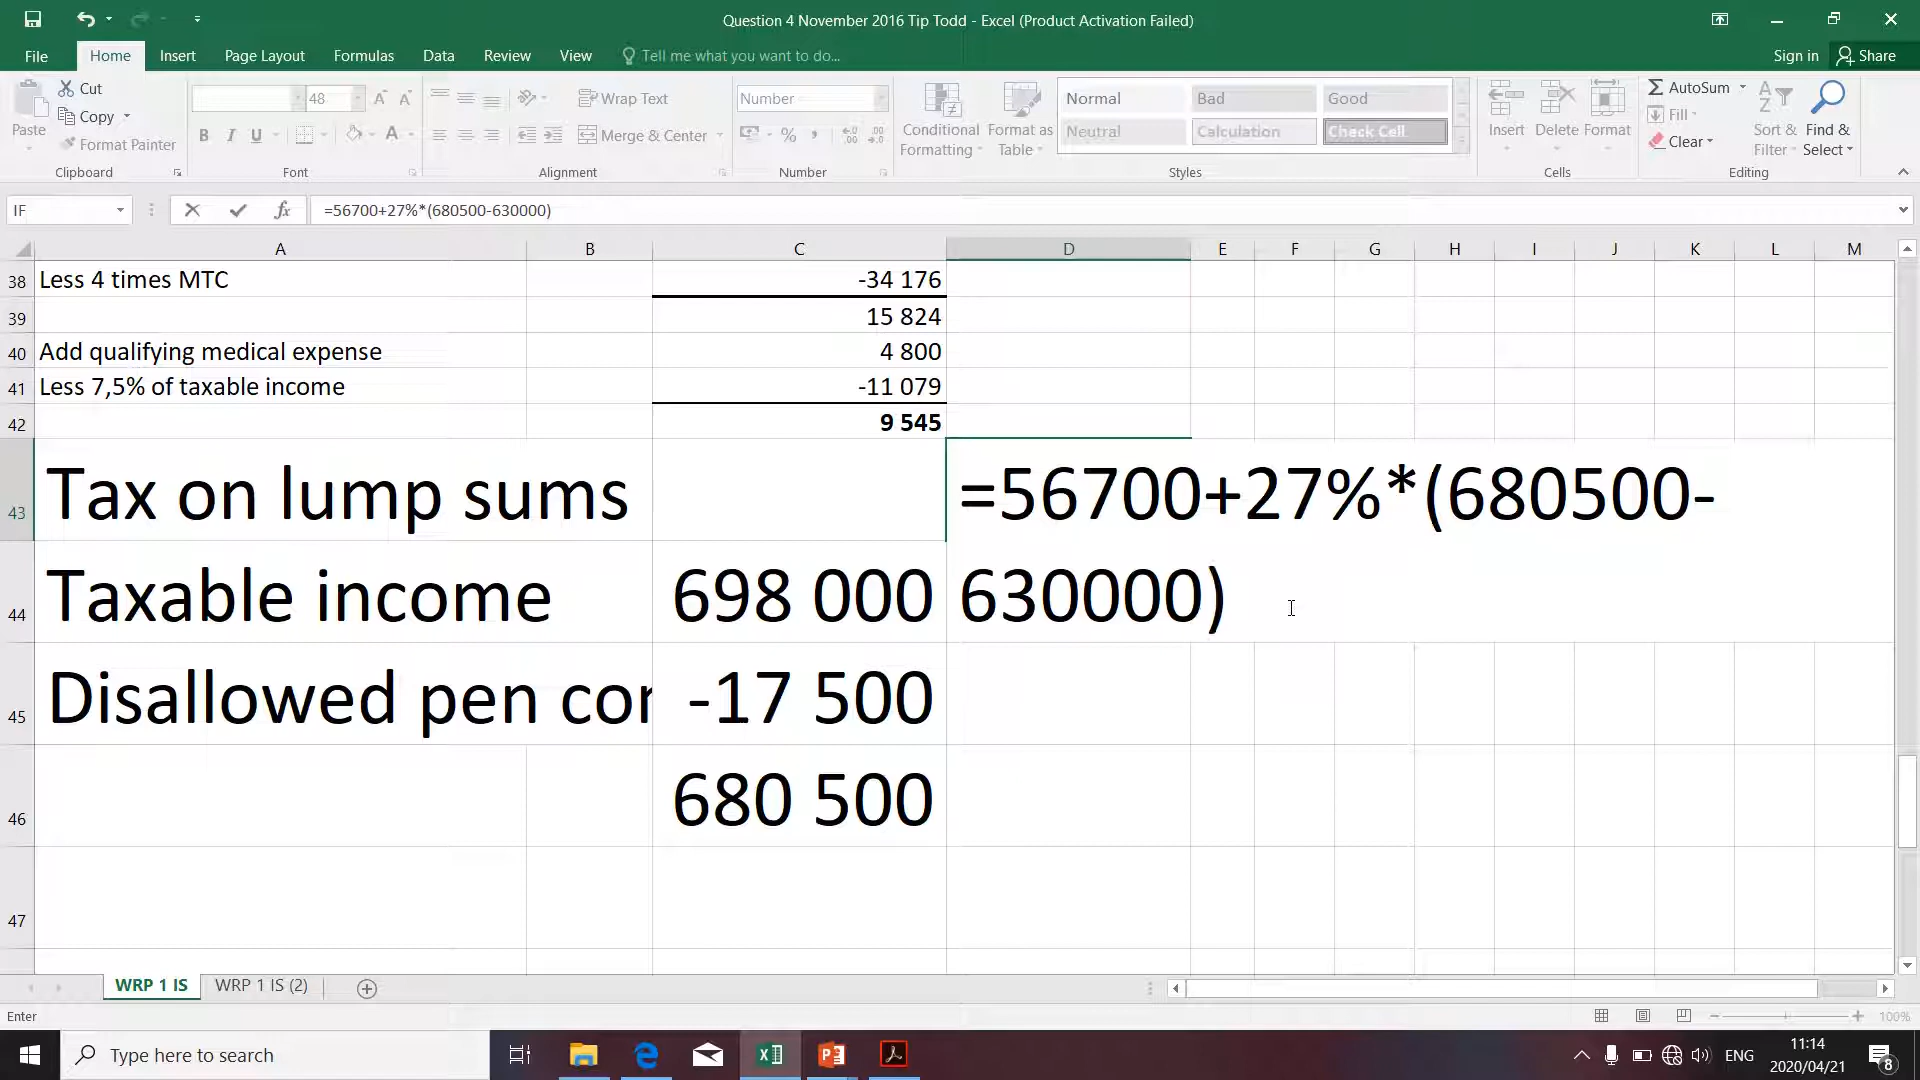 Question 4 November 2016 Tip Todd - Excel (Product Activation Failed)
File Home Insert Page Layout Formulas Data Review View Tell me what you want to do... Sign in Share
Paste Cut Copy Format Painter
48
Wrap Text
Merge & Center
Number
%
Conditional Formatting Format as Table
Normal Bad Good
Neutral Calculation Check Cell
Insert Delete Format
AutoSum
Fill
Clear
Sort & Filter Find & Select
Clipboard Font Alignment Number Styles Cells Editing
IF =56700+27%*(680500-630000)
A B C D E F G H I J K L M
38 Less 4 times MTC -34 176
39 15 824
40 Add qualifying medical expense 4 800
41 Less 7,5% of taxable income -11 079
42 9 545
43 Tax on lump sums =56700+27%*(680500-
44 Taxable income 698 000 630000)
45 Disallowed pen cor -17 500
46 680 500
47
WRP 1 IS WRP 1 IS (2)
Enter 100%
Type here to search
ENG
11:14
2020/04/21
8